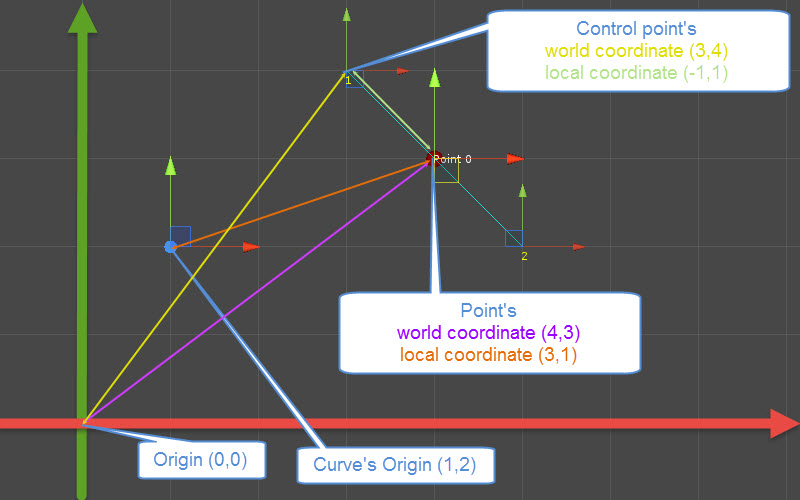 Control point's
world coordinate (3,4)
local coordinate (-1,1)
1
Point 0
2
Point's
world coordinate (4,3)
local coordinate (3,1)
Origin (0,0)
Curve's Origin (1,2)